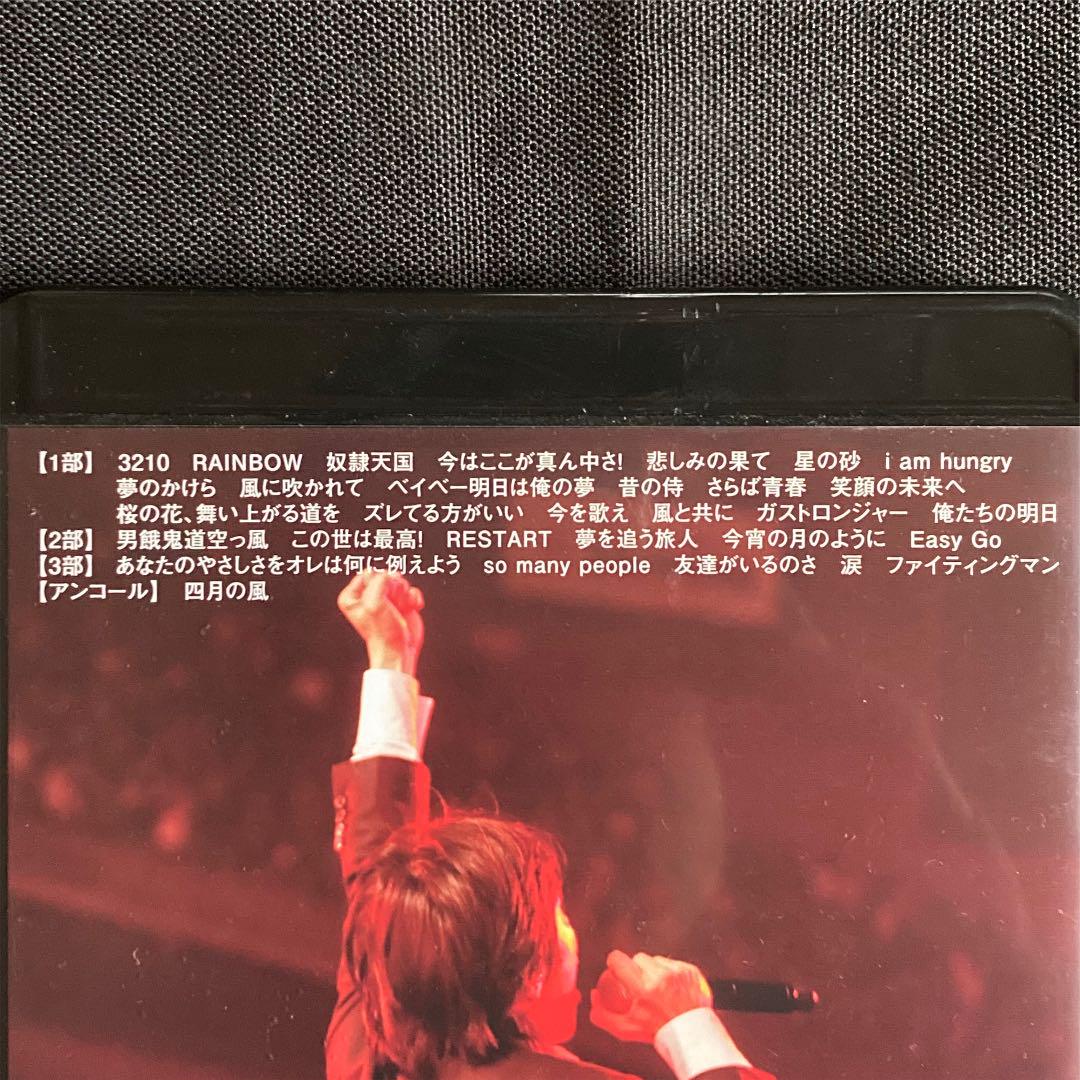 【1部】 3210 RAINBOW 奴隷天国 今はここが真ん中さ! 悲しみの果て 星の砂 i am hungry
夢のかけら 風に吹かれて ベイベー明日は俺の夢 昔の侍 さらば青春 笑顔の未来へ
桜の花、舞い上がる道を ズレてる方がいい 今を歌え 風と共に ガストロンジャー 俺たちの明日
【2部】 男餓鬼道空っ風 この世は最高! RESTART 夢を追う旅人 今宵の月のように Easy Go
【3部】 あなたのやさしさをオレは何に例えよう so many people 友達がいるのさ 涙 ファイティングマン
【アンコール】 四月の風